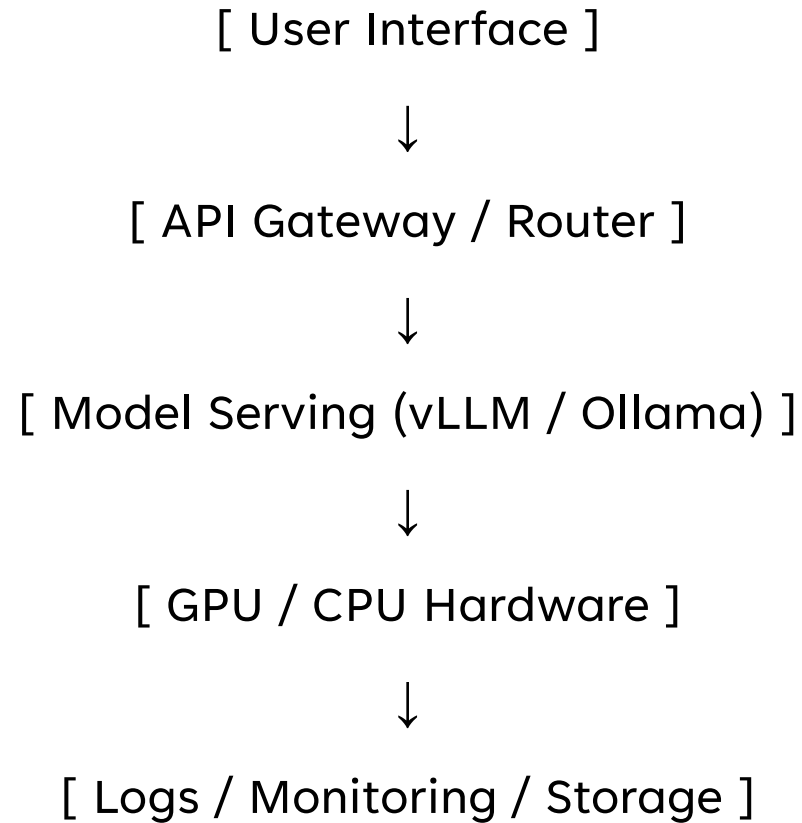 [ User Interface ]
↓
[ API Gateway / Router ]
↓
[ Model Serving (vLLM / Ollama) ]
↓
[ GPU / CPU Hardware ]
↓
[ Logs / Monitoring / Storage ]